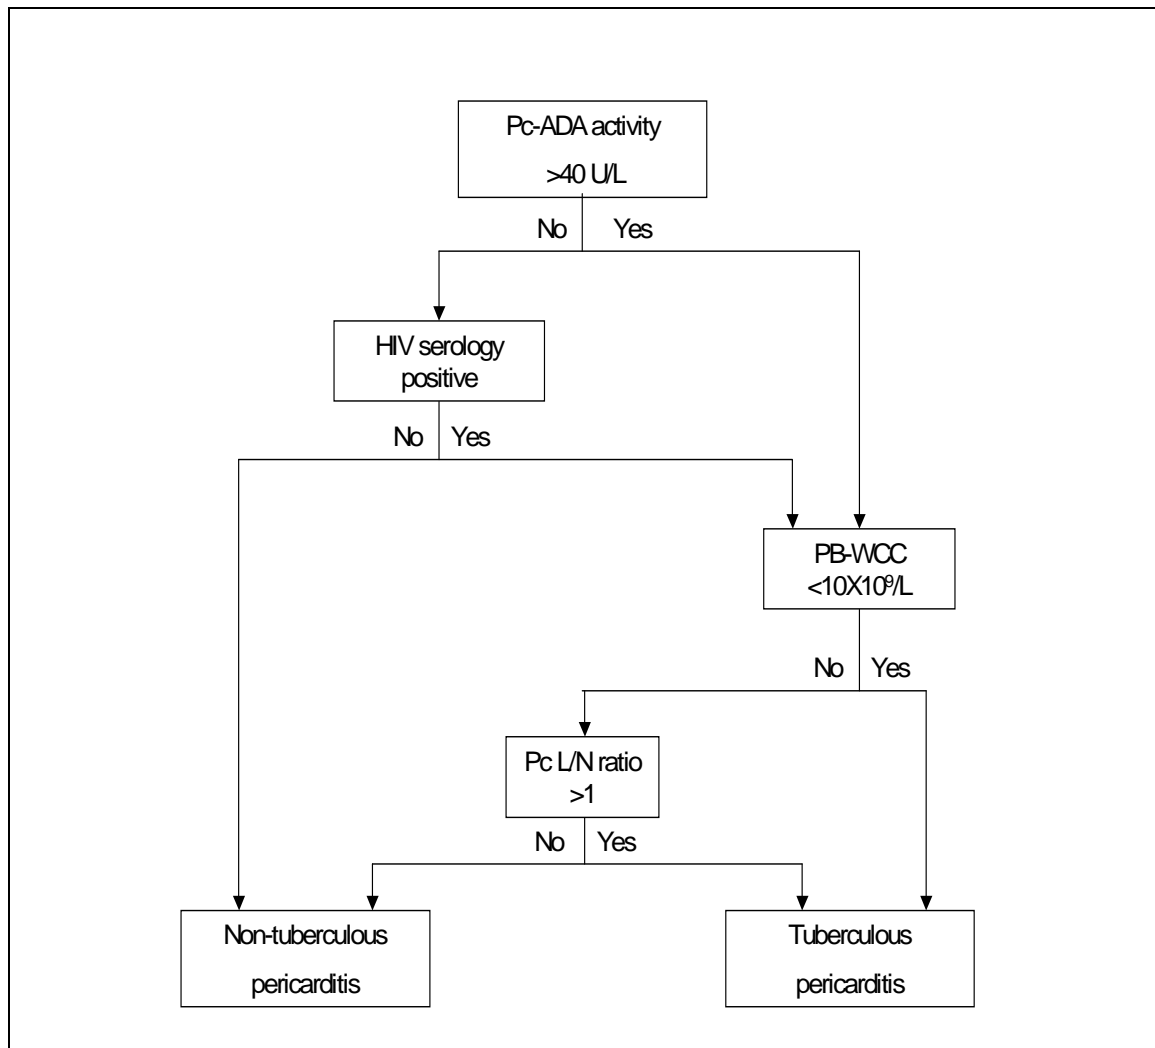 Pc-ADA activity
>40 U/L
No Yes
HIV serology
positive
No Yes
PB-WCC
<10X10⁹/L
No Yes
Pc L/N ratio
>1
No Yes
Non-tuberculous
pericarditis
Tuberculous
pericarditis